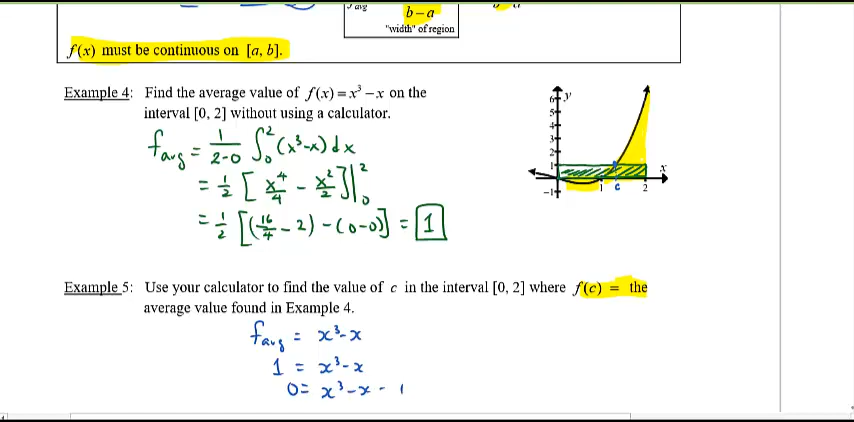 avg
b – a
"width" of region
f(x) must be continuous on [a, b].
Example 4: Find the average value of f(x) = x³ – x on the
interval [0, 2] without using a calculator.
f avg = 1/(2-0) ∫₀² (x³-x) dx
= 1/2 [x⁴/4 - x²/2]|₀²
= 1/2 [(16/4 - 2) - (0-0)] = 1
y
6
5
4
3
2
1
–1
1
c
2
x
Example 5: Use your calculator to find the value of c in the interval [0, 2] where f(c) = the
average value found in Example 4.
f avg = x³-x
1 = x³-x
0 = x³-x-1